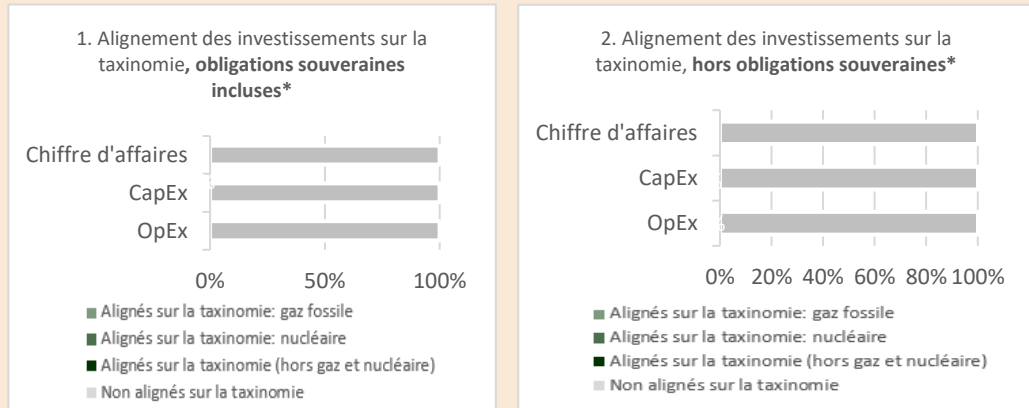 1. Alignement des investissements sur la
taxinomie, obligations souveraines
incluses*
Chiffre d'affaires
CapEx
OpEx
0% 50% 100%
Alignés sur la taxinomie: gaz fossile
Alignés sur la taxinomie: nucléaire
Alignés sur la taxinomie (hors gaz et nucléaire)
Non alignés sur la taxinomie
2. Alignement des investissements sur la
taxinomie, hors obligations souveraines*
Chiffre d'affaires
CapEx
OpEx
0% 20% 40% 60% 80% 100%
Alignés sur la taxinomie: gaz fossile
Alignés sur la taxinomie: nucléaire
Alignés sur la taxinomie (hors gaz et nucléaire)
Non alignés sur la taxinomie